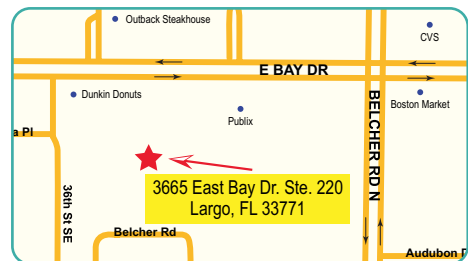 Outback Steakhouse
CVS
E BAY DR
Dunkin Donuts
Boston Market
Publix
BELCHER RD N
a Pl
3665 East Bay Dr. Ste. 220
Largo, FL 33771
36th St SE
Belcher Rd
Audubon P